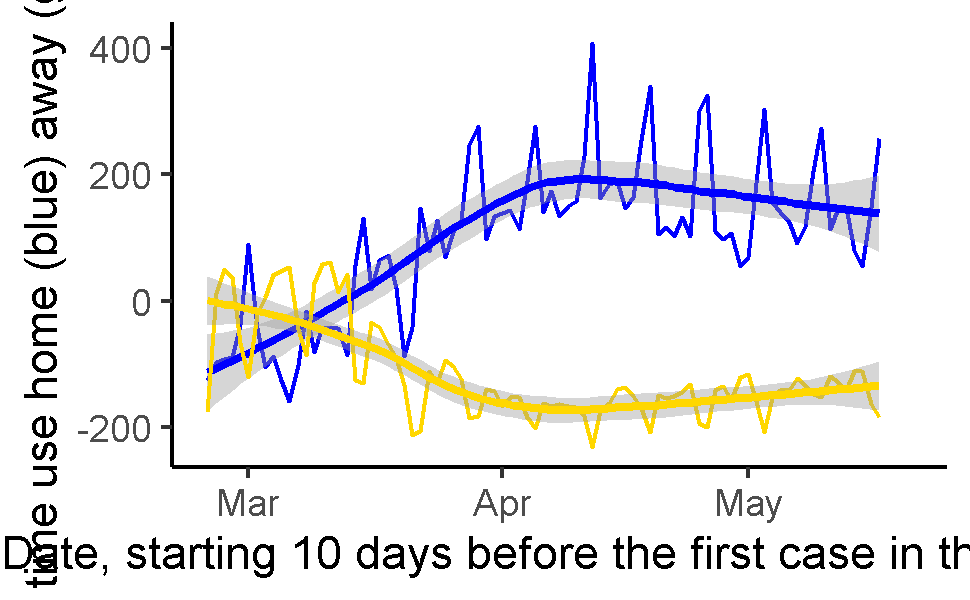 time use home (blue) away (
400
200
0
-200
Mar Apr May
Date, starting 10 days before the first case in th